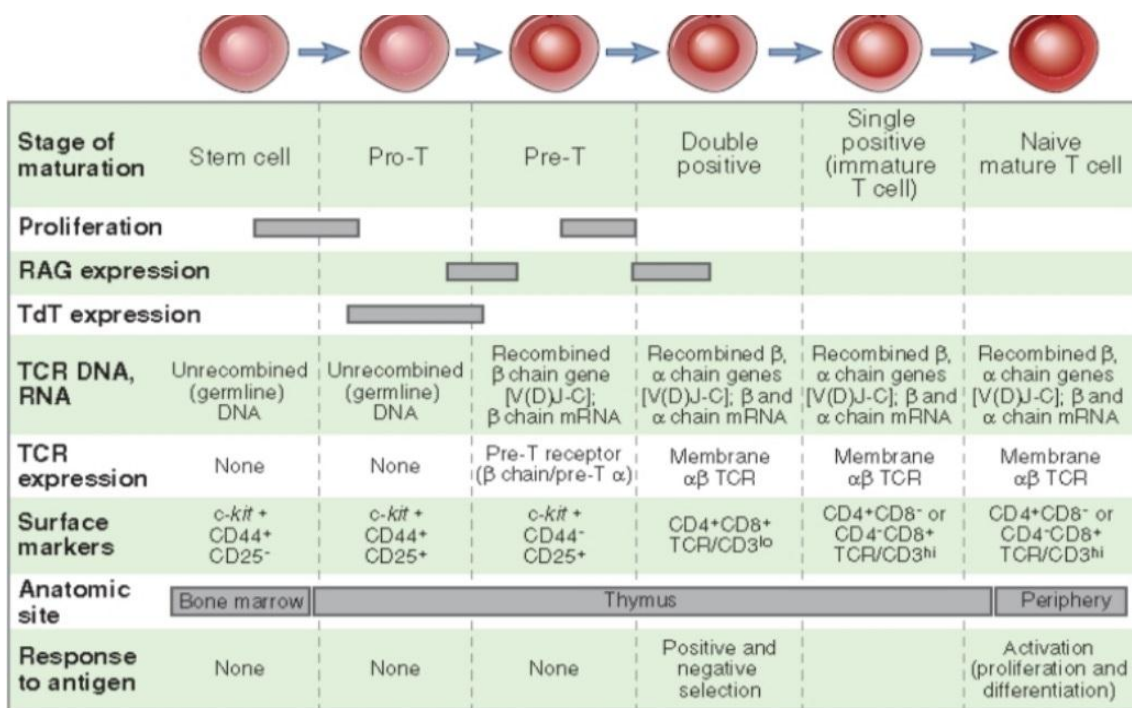 Stage of
maturation
Stem cell
Pro-T
Pre-T
Double
positive
Single
positive
(immature
T cell)
Naive
mature T cell
Proliferation
RAG expression
TdT expression
TCR DNA,
RNA
Unrecombined
(germline)
DNA
Unrecombined
(germline)
DNA
Recombined
β chain gene
[V(D)J-C];
β chain mRNA
Recombined β,
α chain genes
[V(D)J-C]; β and
α chain mRNA
Recombined β,
α chain genes
[V(D)J-C]; β and
α chain mRNA
Recombined β,
α chain genes
[V(D)J-C]; β and
α chain mRNA
TCR
expression
None
None
Pre-T receptor
(β chain/pre-T α)
Membrane
αβ TCR
Membrane
αβ TCR
Membrane
αβ TCR
Surface
markers
c-kit +
CD44+
CD25-
c-kit +
CD44+
CD25+
c-kit +
CD44-
CD25+
CD4+CD8+
TCR/CD3lo
CD4+CD8- or
CD4-CD8+
TCR/CD3hi
CD4+CD8- or
CD4-CD8+
TCR/CD3hi
Anatomic
site
Bone marrow
Thymus
Periphery
Response
to antigen
None
None
None
Positive and
negative
selection
Activation
(proliferation and
differentiation)